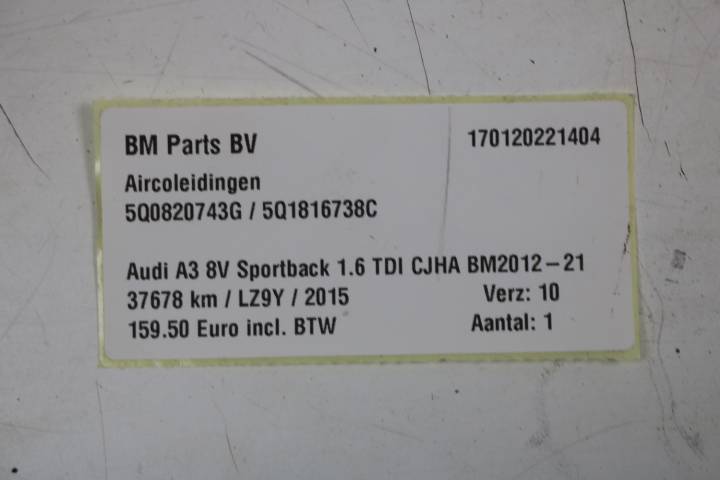 BM Parts BV 170120221404
Aircoleidingen
5Q0820743G / 5Q1816738C
Audi A3 8V Sportback 1.6 TDI CJHA BM2012-21
37678 km / LZ9Y / 2015 Verz: 10
159.50 Euro incl. BTW Aantal: 1